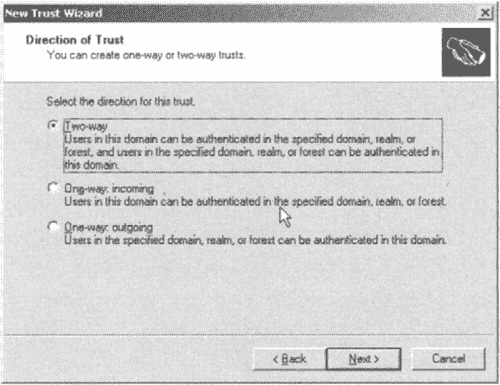 New Trust Wizard
Direction of Trust
You can create one-way or two-way trusts.
Select the direction for this trust.
Two-way
Users in this domain can be authenticated in the specified domain, realm, or
forest, and users in the specified domain, realm, or forest can be authenticated in
this domain.
One-way: incoming
Users in this domain can be authenticated in the specified domain, realm, or forest.
One-way: outgoing
Users in the specified domain, realm, or forest can be authenticated in this domain.
< Back Next > Cancel